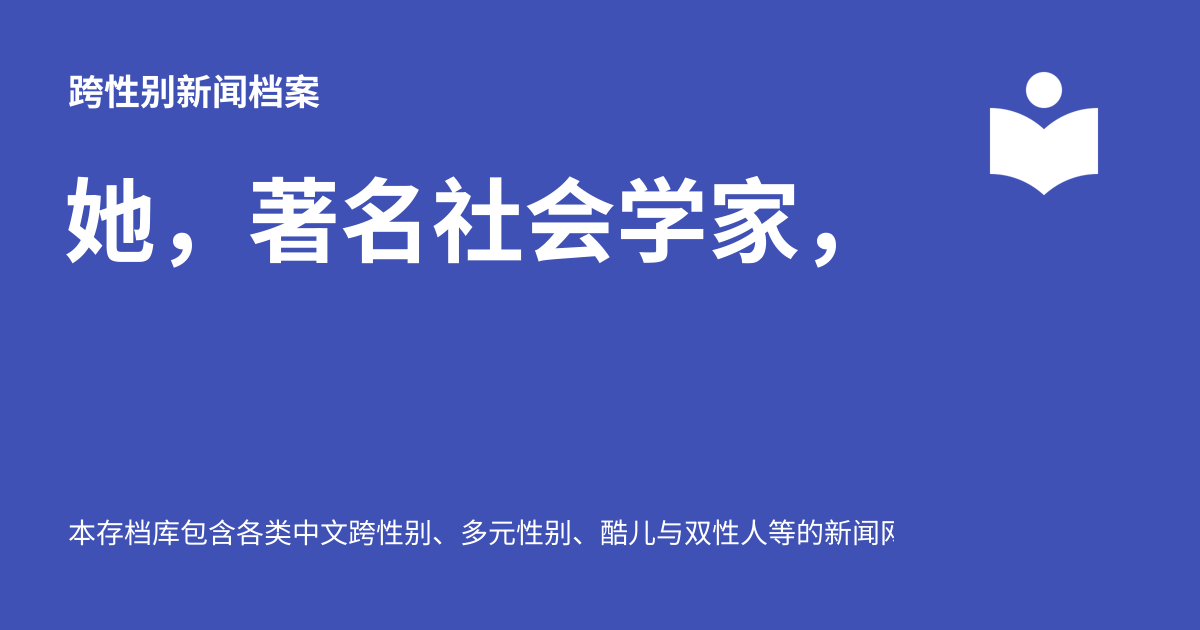 跨性别新闻档案
她，著名社会学家，
本存档库包含各类中文跨性别、多元性别、酷儿与双性人等的新闻